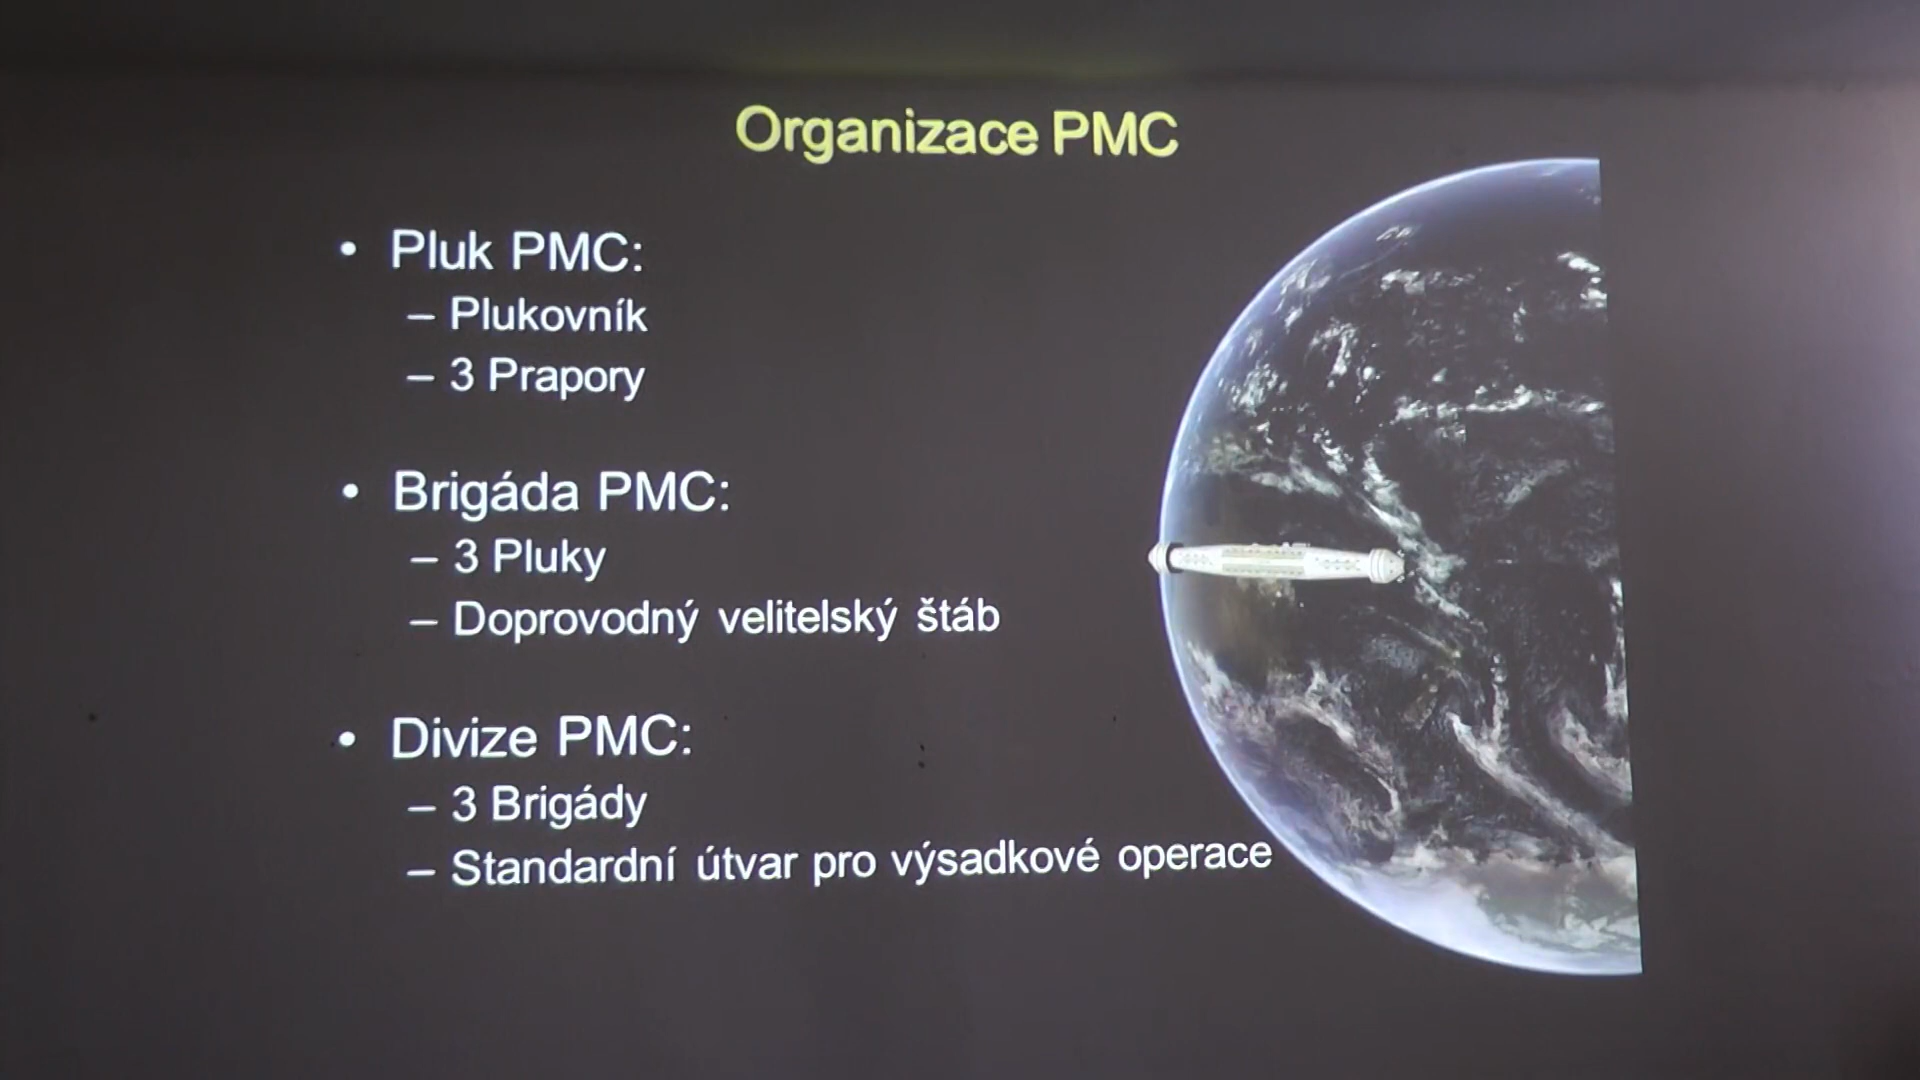 Organizace PMC
• Pluk PMC:
– Plukovník
– 3 Prapory
• Brigáda PMC:
– 3 Pluky
– Doprovodný velitelský štáb
• Divize PMC:
– 3 Brigády
– Standardní útvar pro výsadkové operace